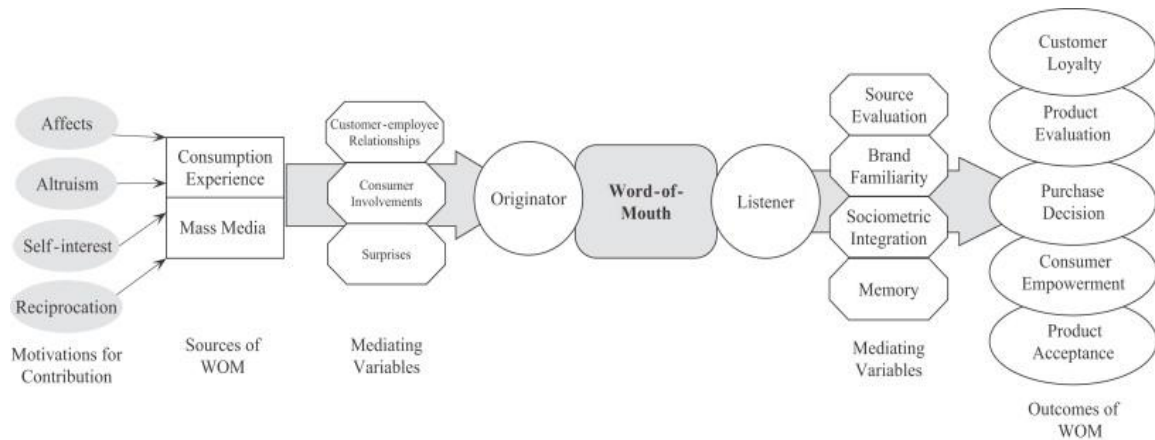 Affects
Altruism
Self-interest
Reciprocation
Motivations for
Contribution
Consumption
Experience
Mass Media
Sources of
WOM
Customer-employee
Relationships
Consumer
Involvements
Surprises
Mediating
Variables
Originator
Word-of-
Mouth
Listener
Source
Evaluation
Brand
Familiarity
Sociometric
Integration
Memory
Mediating
Variables
Customer
Loyalty
Product
Evaluation
Purchase
Decision
Consumer
Empowerment
Product
Acceptance
Outcomes of
WOM